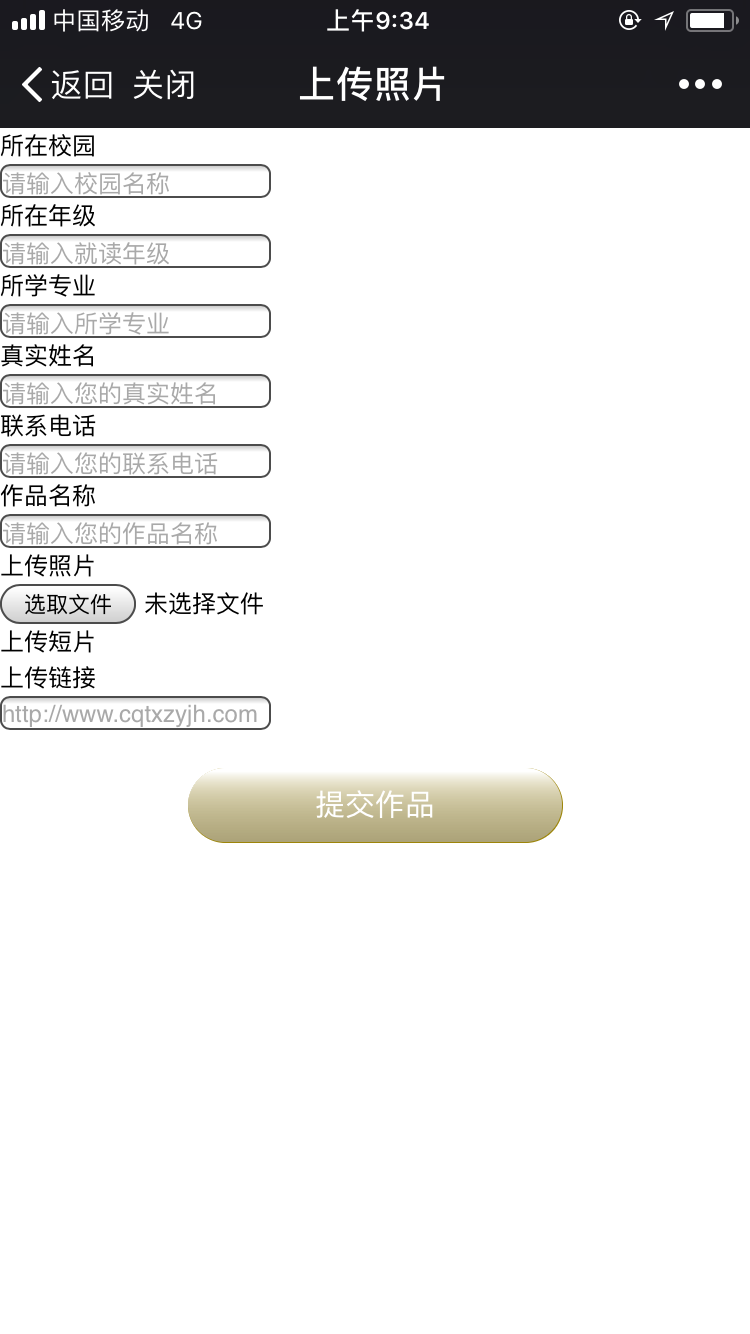 中国移动 4G 上午9:34
返回 关闭 上传照片
所在校园
请输入校园名称
所在年级
请输入就读年级
所学专业
请输入所学专业
真实姓名
请输入您的真实姓名
联系电话
请输入您的联系电话
作品名称
请输入您的作品名称
上传照片
选取文件 未选择文件
上传短片
上传链接
http://www.cqtxzyjh.com
提交作品